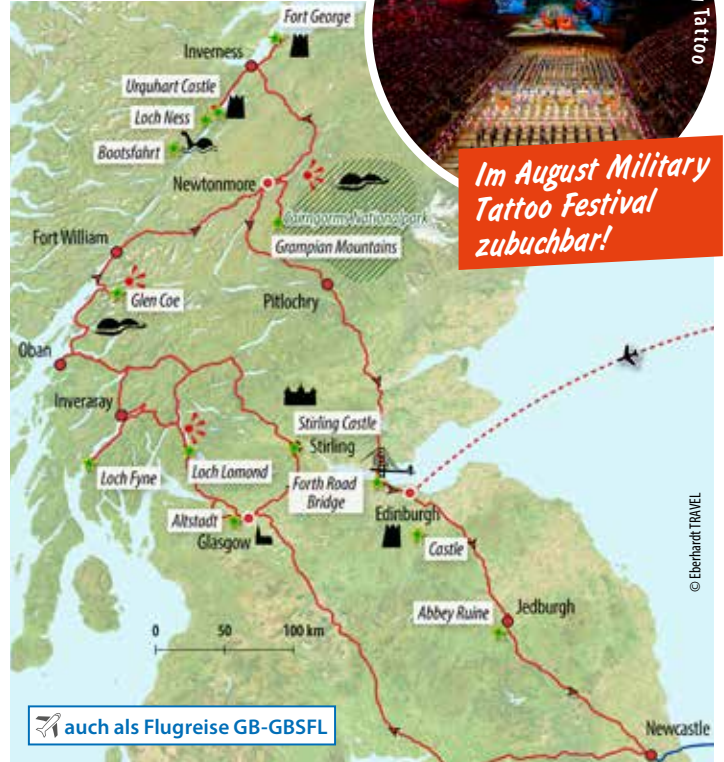 Tattoo
Im August Military
Tattoo Festival
zubuchbar!
Fort George
Inverness
Urquhart Castle
Loch Ness
Bootsfahrt
Newtonmore
Cairngorms Nationalpark
Grampian Mountains
Fort William
Glen Coe
Pitlochry
Oban
Inveraray
Stirling Castle
Stirling
Loch Fyne
Loch Lomond
Forth Road
Bridge
Edinburgh
Altstadt
Glasgow
Castle
© Eberhardt TRAVEL
Abbey Ruine
Jedburgh
0 50 100 km
auch als Flugreise GB-GBSFL
Newcastle